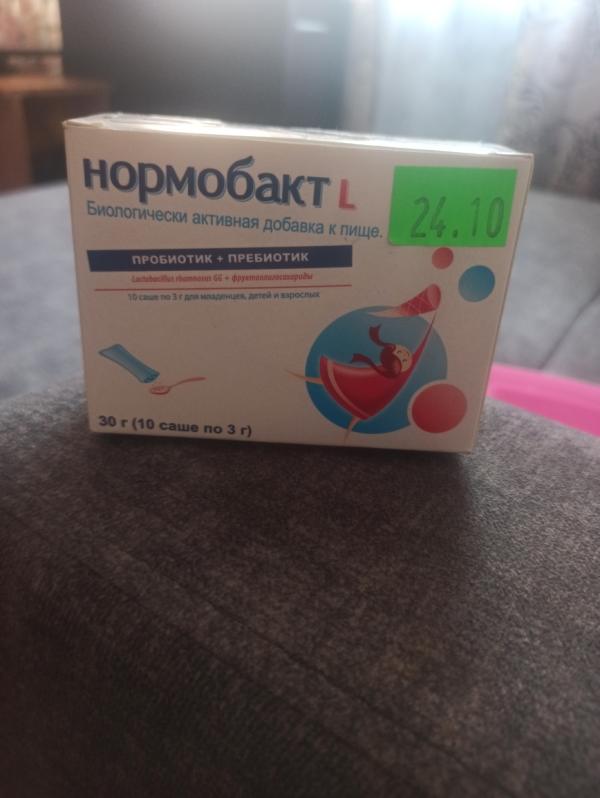 нормобакт L
24.10
Биологически активная добавка к пище.
ПРОБИОТИК + ПРЕБИОТИК
Lactobacillus rhamnosus GG + фруктоолигосахариды
10 саше по 3 г для младенцев, детей и взрослых
30 г (10 саше по 3 г)